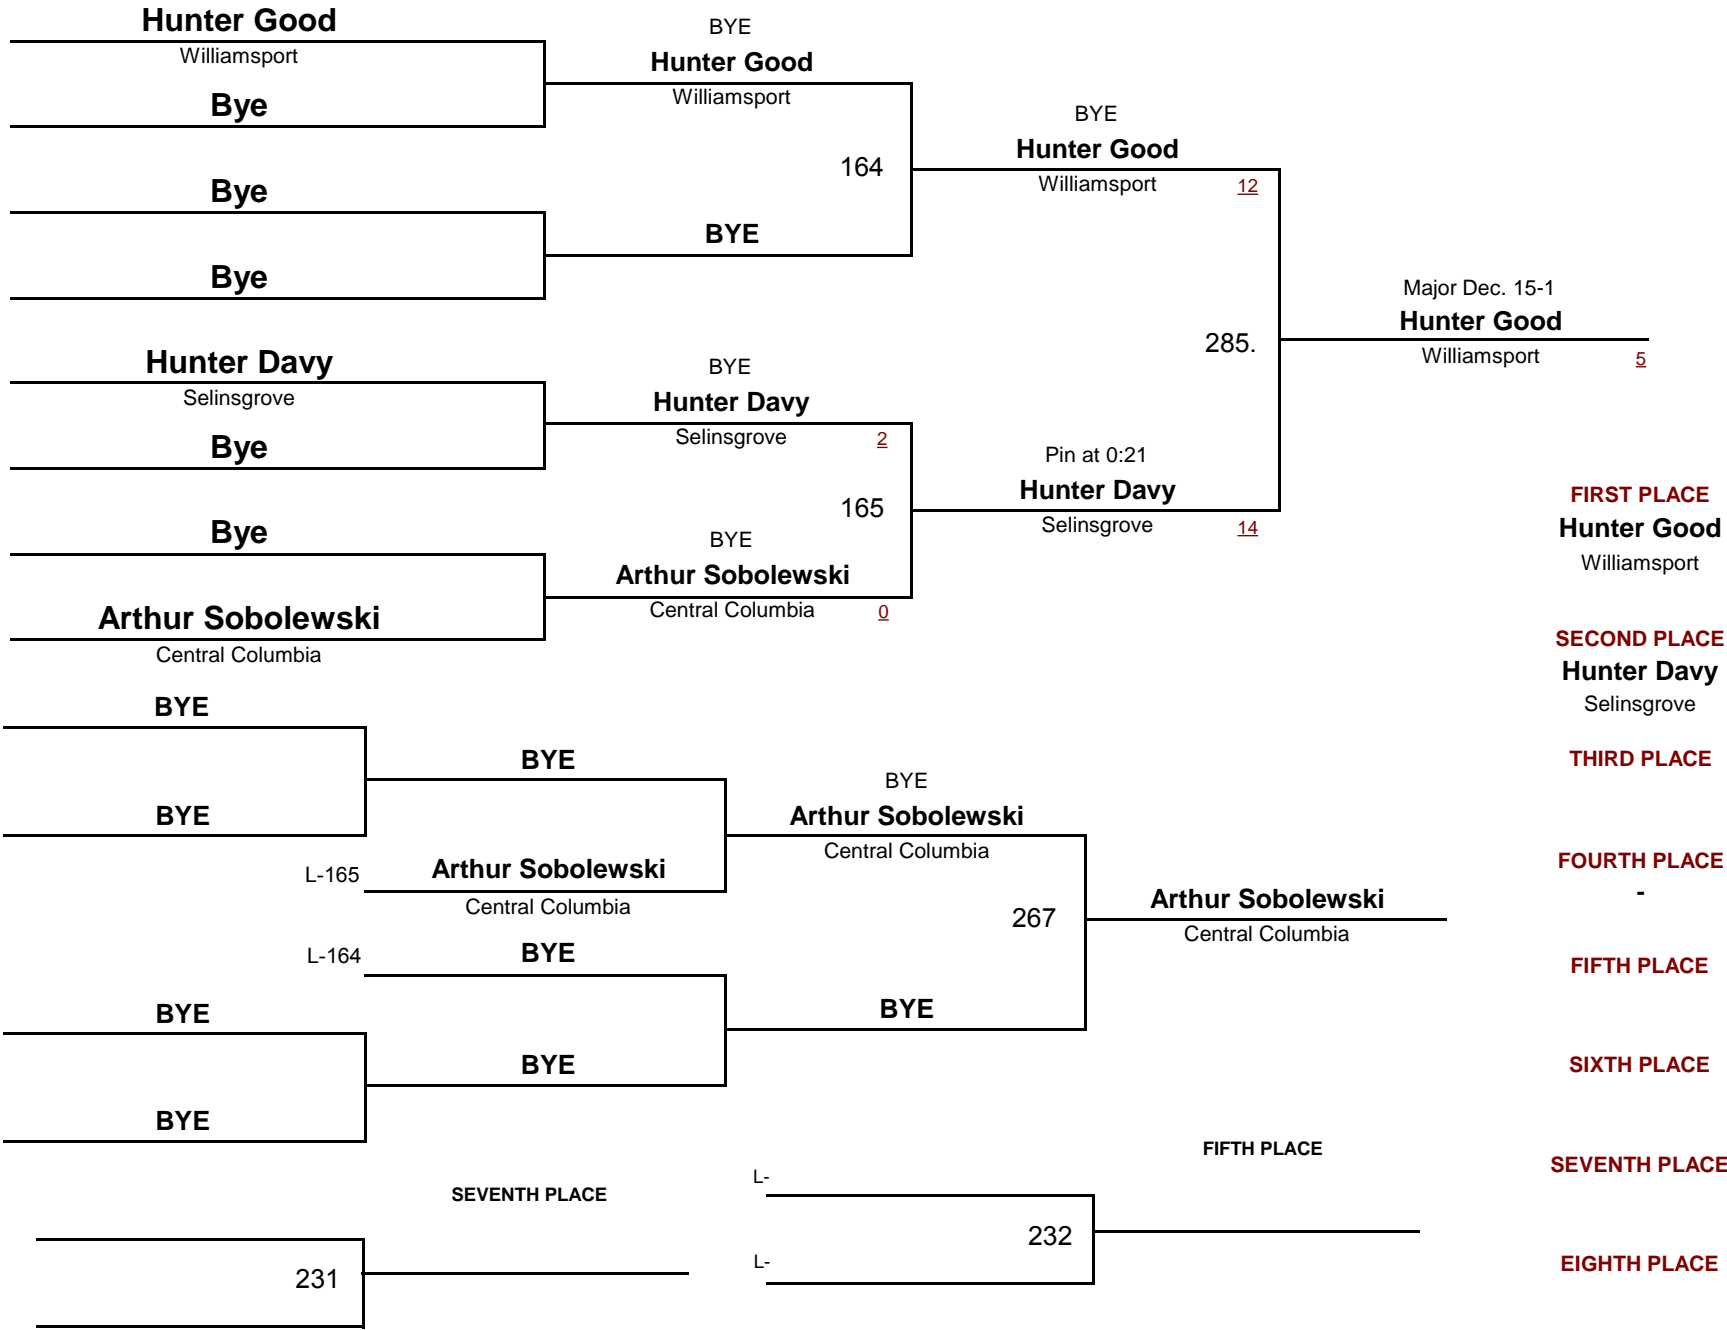 Hunter Good
Williamsport
Bye
Bye
Bye
Hunter Davy
Selinsgrove
Bye
Bye
Arthur Sobolewski
Central Columbia
BYE
Hunter Good
Williamsport
164
BYE
BYE
Hunter Davy
Selinsgrove 2
165
BYE
Arthur Sobolewski
Central Columbia 0
BYE
Hunter Good
Williamsport 12
285.
Pin at 0:21
Hunter Davy
Selinsgrove 14
Major Dec. 15-1
Hunter Good
Williamsport 5
FIRST PLACE
Hunter Good
Williamsport
SECOND PLACE
Hunter Davy
Selinsgrove
THIRD PLACE
FOURTH PLACE
-
FIFTH PLACE
SIXTH PLACE
SEVENTH PLACE
EIGHTH PLACE
BYE
BYE
BYE
L-165 Arthur Sobolewski
Central Columbia
L-164 BYE
BYE
BYE
BYE
BYE
Arthur Sobolewski
Central Columbia
267
BYE
Arthur Sobolewski
Central Columbia
SEVENTH PLACE
231
FIFTH PLACE
L-
232
L-